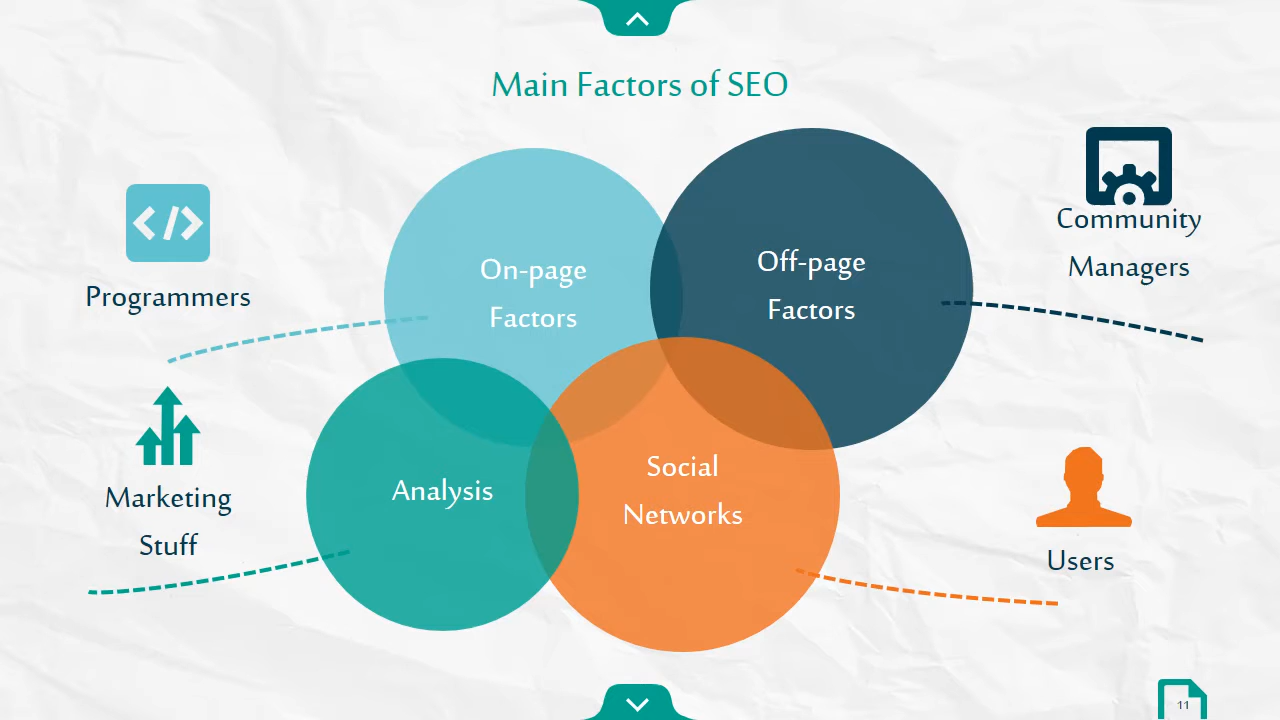 Main Factors of SEO
Programmers
On-page
Factors
Off-page
Factors
Community
Managers
Marketing
Stuff
Analysis
Social
Networks
Users
11